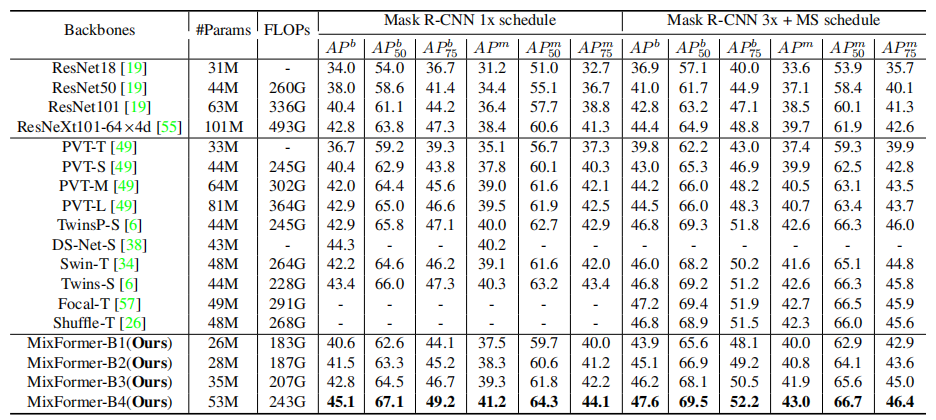 Backbones #Params FLOPs Mask R-CNN 1x schedule Mask R-CNN 3x + MS schedule
AP^b AP^b_50 AP^b_75 AP^m AP^m_50 AP^m_75 AP^b AP^b_50 AP^b_75 AP^m AP^m_50 AP^m_75
ResNet18 [19] 31M - 34.0 54.0 36.7 31.2 51.0 32.7 36.9 57.1 40.0 33.6 53.9 35.7
ResNet50 [19] 44M 260G 38.0 58.6 41.4 34.4 55.1 36.7 41.0 61.7 44.9 37.1 58.4 40.1
ResNet101 [19] 63M 336G 40.4 61.1 44.2 36.4 57.7 38.8 42.8 63.2 47.1 38.5 60.1 41.3
ResNeXt101-64×4d [55] 101M 493G 42.8 63.8 47.3 38.4 60.6 41.3 44.4 64.9 48.8 39.7 61.9 42.6
PVT-T [49] 33M - 36.7 59.2 39.3 35.1 56.7 37.3 39.8 62.2 43.0 37.4 59.3 39.9
PVT-S [49] 44M 245G 40.4 62.9 43.8 37.8 60.1 40.3 43.0 65.3 46.9 39.9 62.5 42.8
PVT-M [49] 64M 302G 42.0 64.4 45.6 39.0 61.6 42.1 44.2 66.0 48.2 40.5 63.1 43.5
PVT-L [49] 81M 364G 42.9 65.0 46.6 39.5 61.9 42.5 44.5 66.0 48.3 40.7 63.4 43.7
TwinsP-S [6] 44M 245G 42.9 65.8 47.1 40.0 62.7 42.9 46.8 69.3 51.8 42.6 66.3 46.0
DS-Net-S [38] 43M - 44.3 40.2 - - - - - -
Swin-T [34] 48M 264G 42.2 64.6 46.2 39.1 61.6 42.0 46.0 68.2 50.2 41.6 65.1 44.8
Twins-S [6] 44M 228G 43.4 66.0 47.3 40.3 63.2 43.4 46.8 69.2 51.2 42.6 66.3 45.8
Focal-T [57] 49M 291G - - - - - - 47.2 69.4 51.9 42.7 66.5 45.9
Shuffle-T [26] 48M 268G - - - - - - 46.8 68.9 51.5 42.3 66.0 45.6
MixFormer-B1(Ours) 26M 183G 40.6 62.6 44.1 37.5 59.7 40.0 43.9 65.6 48.1 40.0 62.9 42.9
MixFormer-B2(Ours) 28M 187G 41.5 63.3 45.2 38.3 60.6 41.2 45.1 66.9 49.2 40.8 64.1 43.6
MixFormer-B3(Ours) 35M 207G 42.8 64.5 46.7 39.3 61.8 42.2 46.2 68.1 50.5 41.9 65.6 45.0
MixFormer-B4(Ours) 53M 243G 45.1 67.1 49.2 41.2 64.3 44.1 47.6 69.5 52.2 43.0 66.7 46.4